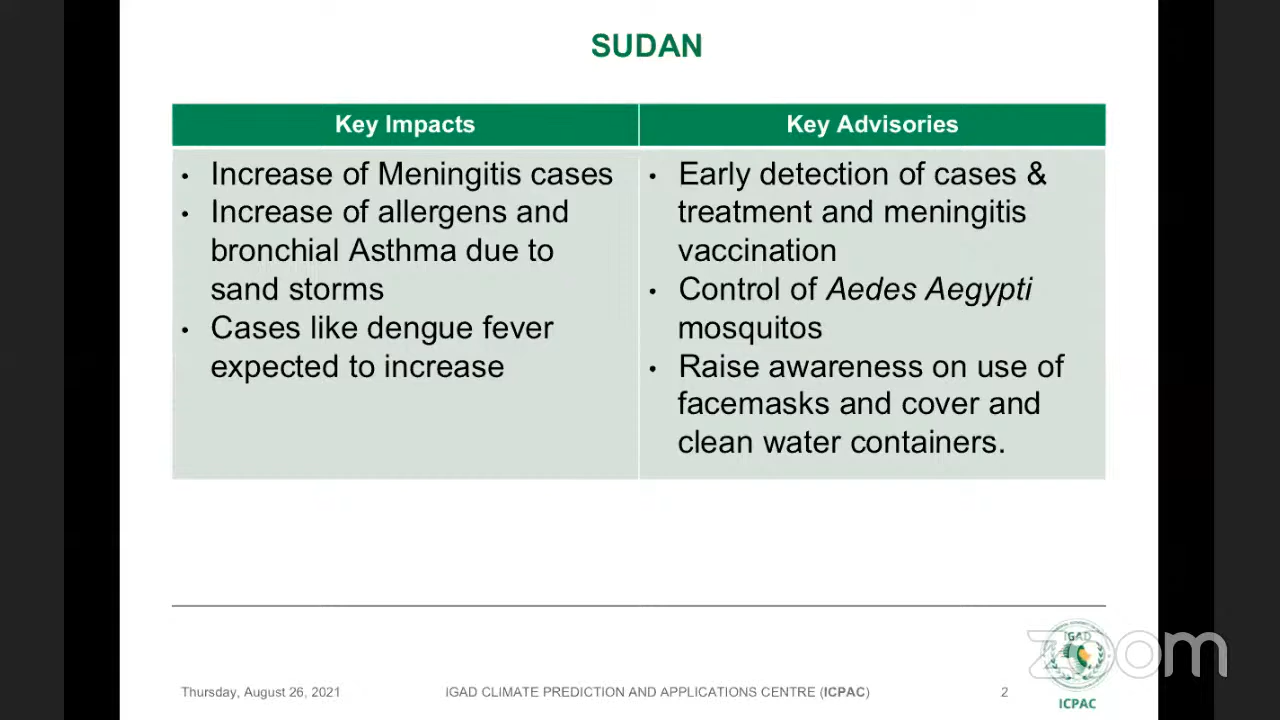 SUDAN
Key Impacts
• Increase of Meningitis cases
• Increase of allergens and
bronchial Asthma due to
sand storms
• Cases like dengue fever
expected to increase
Key Advisories
• Early detection of cases &
treatment and meningitis
vaccination
• Control of Aedes Aegypti
mosquitos
• Raise awareness on use of
facemasks and cover and
clean water containers.
Thursday, August 26, 2021
IGAD CLIMATE PREDICTION AND APPLICATIONS CENTRE (ICPAC)
2
IGAD
ICPAC
zoom